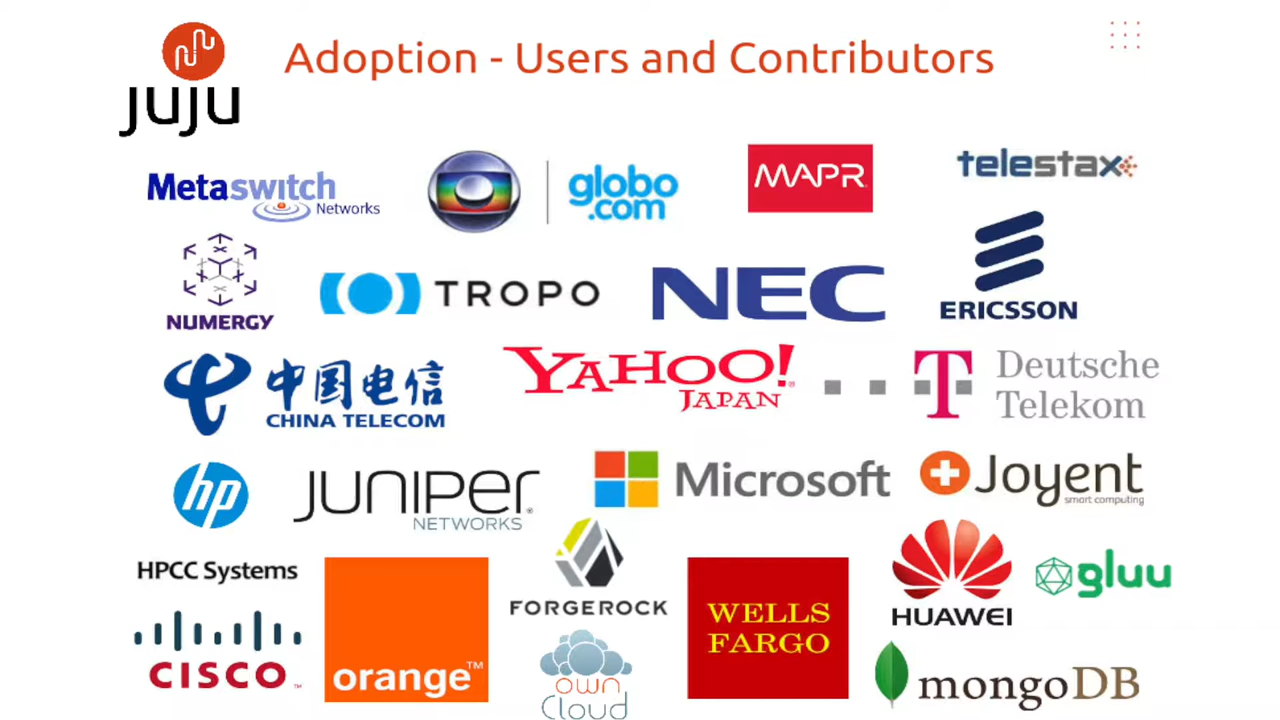 juju
Adoption - Users and Contributors
Metaswitch
Networks
globo
.com
MAPR
telestax
NUMERGY
TROPO
NEC
ERICSSON
中国电信
CHINA TELECOM
YAHOO!
JAPAN
T
Deutsche
Telekom
hp
JUNIPER
NETWORKS
Microsoft
Joyent
smart computing
HPCC Systems
orange™
FORGEROCK
WELLS
FARGO
HUAWEI
gluu
CISCO™
own
Cloud
mongoDB